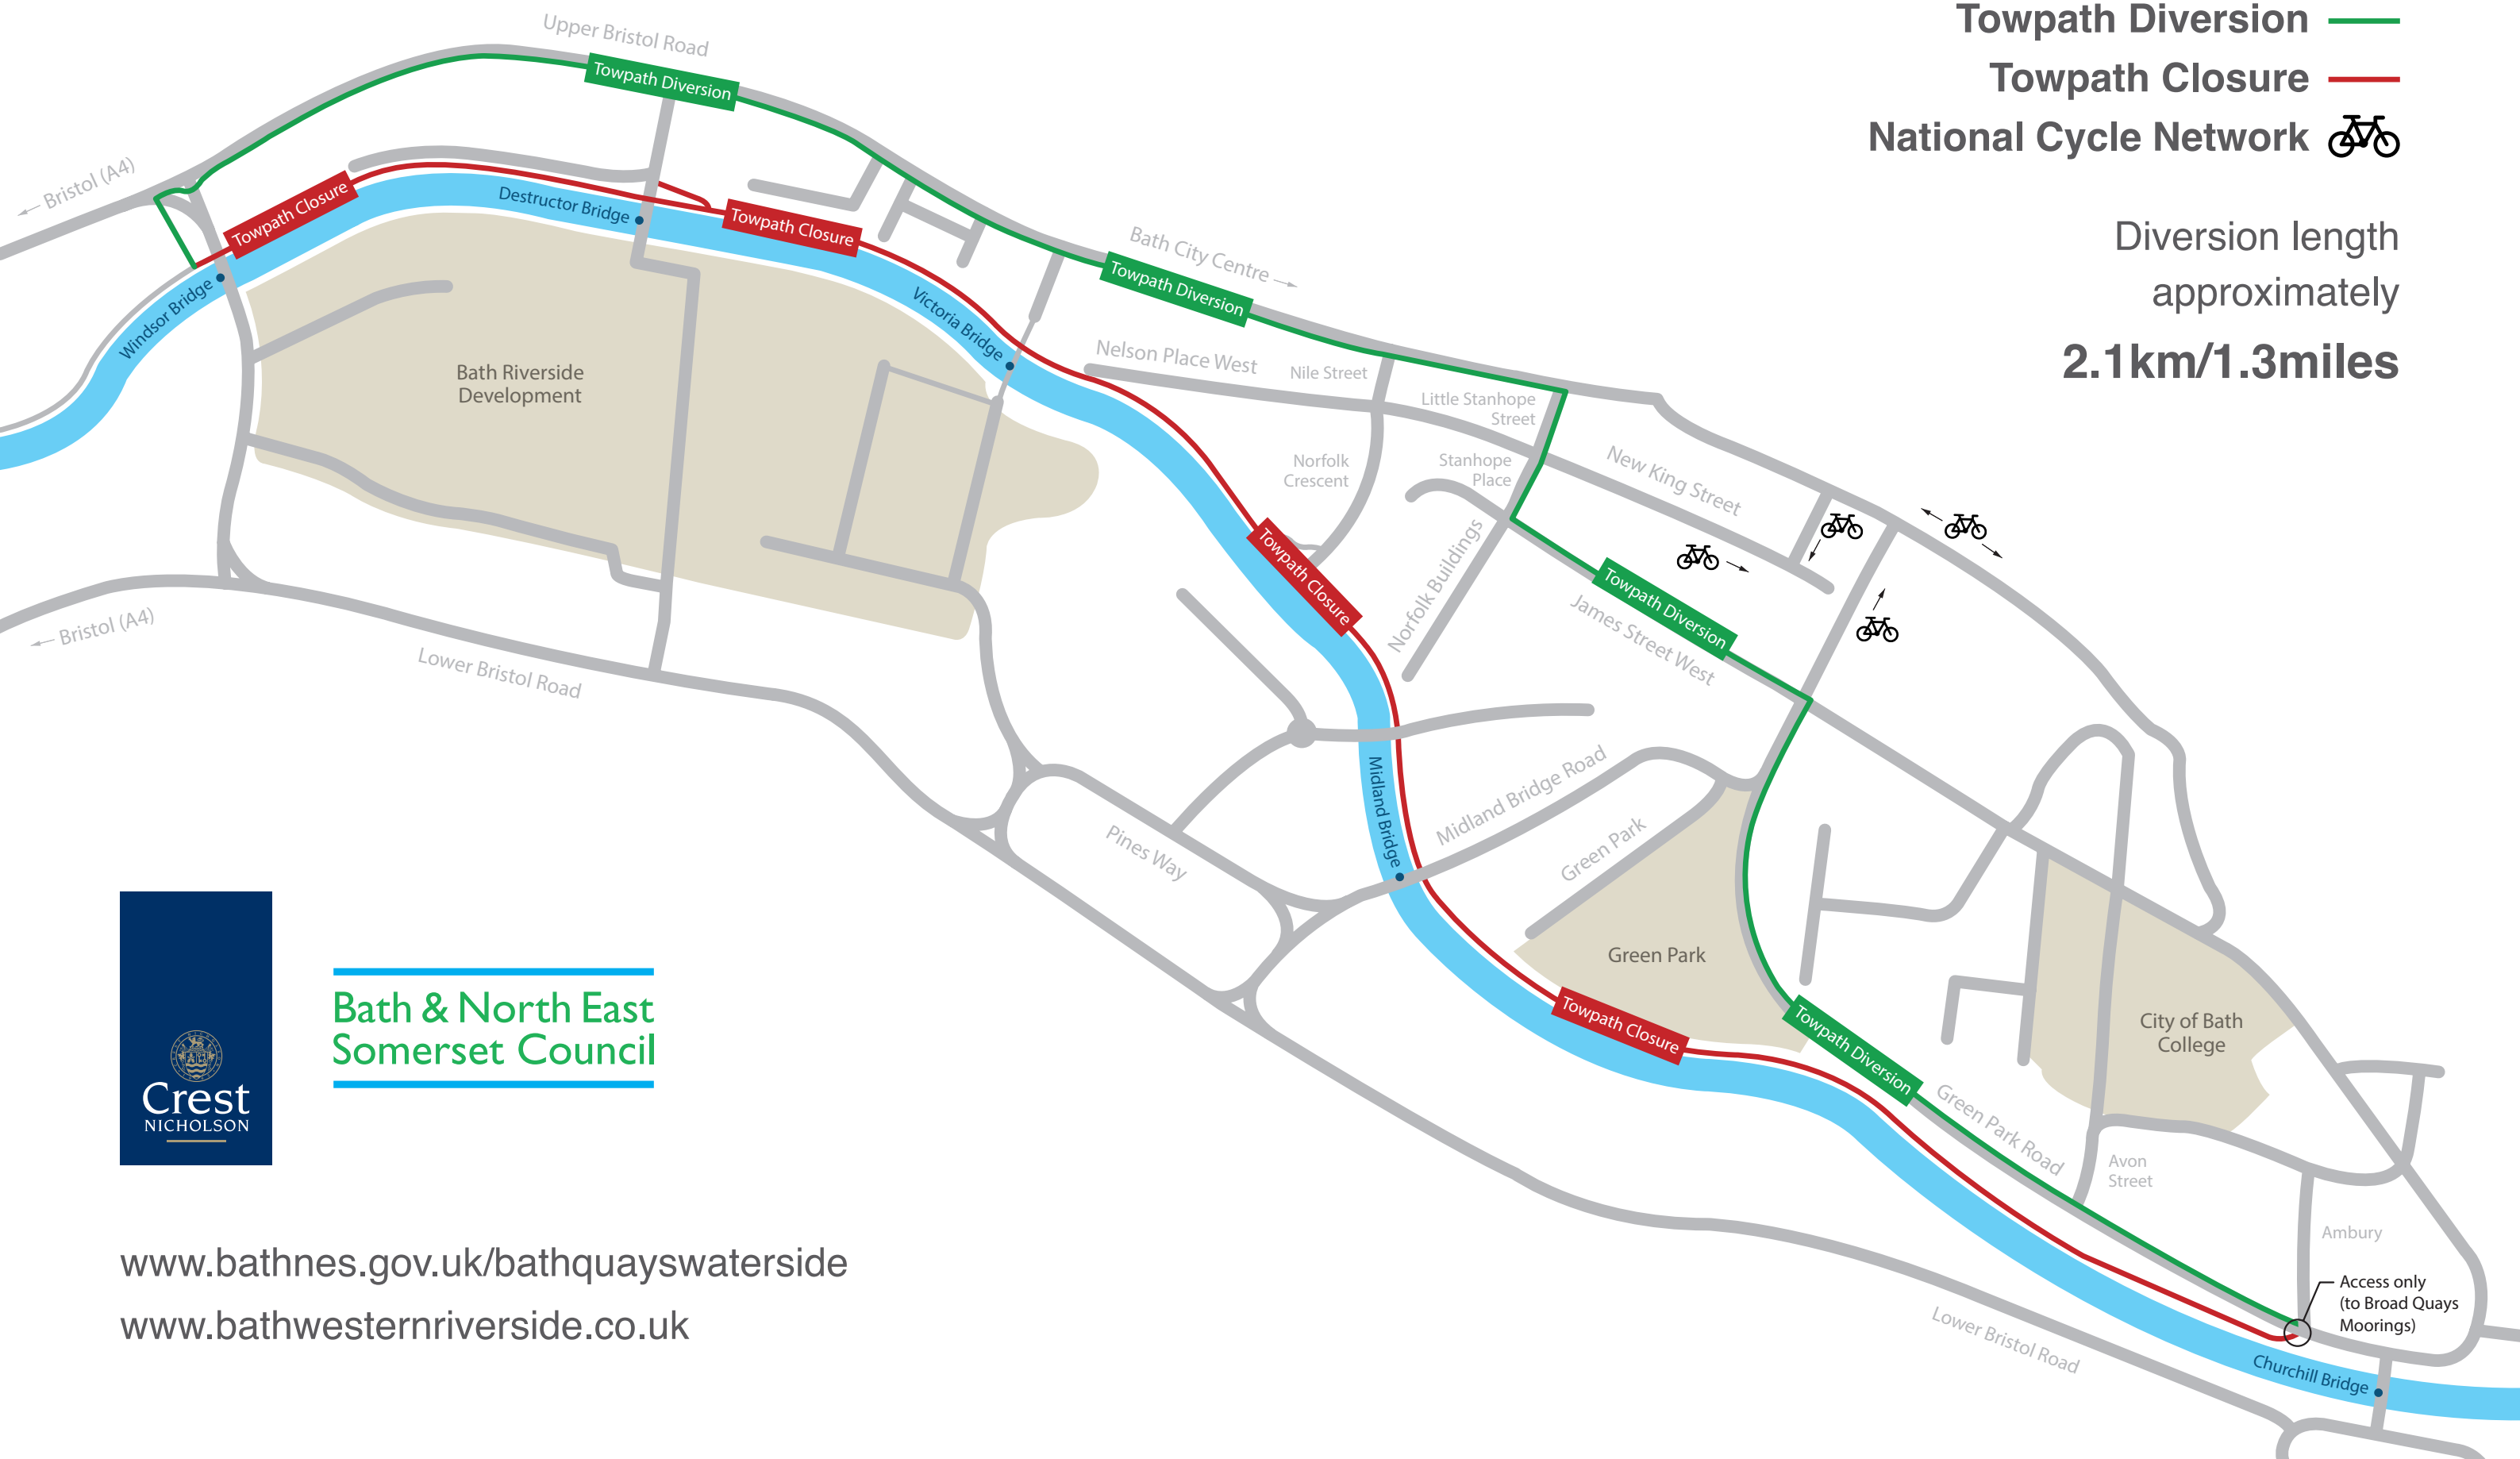 Towpath Diversion
Towpath Closure
National Cycle Network
Diversion length
approximately
2.1km/1.3miles
Upper Bristol Road
Towpath Diversion
Bristol (A4)
Towpath Closure
Destructor Bridge
Towpath Closure
Windsor Bridge
Bath City Centre
Towpath Diversion
Victoria Bridge
Bath Riverside
Development
Nelson Place West
Nile Street
Little Stanhope
Street
Norfolk
Crescent
Stanhope
Place
New King Street
Towpath Closure
Norfolk Buildings
Towpath Diversion
James Street West
Bristol (A4)
Lower Bristol Road
Midland Bridge
Midland Bridge Road
Pines Way
Green Park
Green Park
Towpath Closure
Towpath Diversion
City of Bath
College
Green Park Road
Avon
Street
Ambury
Access only
(to Broad Quays
Moorings)
Lower Bristol Road
Churchill Bridge
Crest
NICHOLSON
Bath & North East
Somerset Council
www.bathnes.gov.uk/bathquayswaterside
www.bathwesternriverside.co.uk